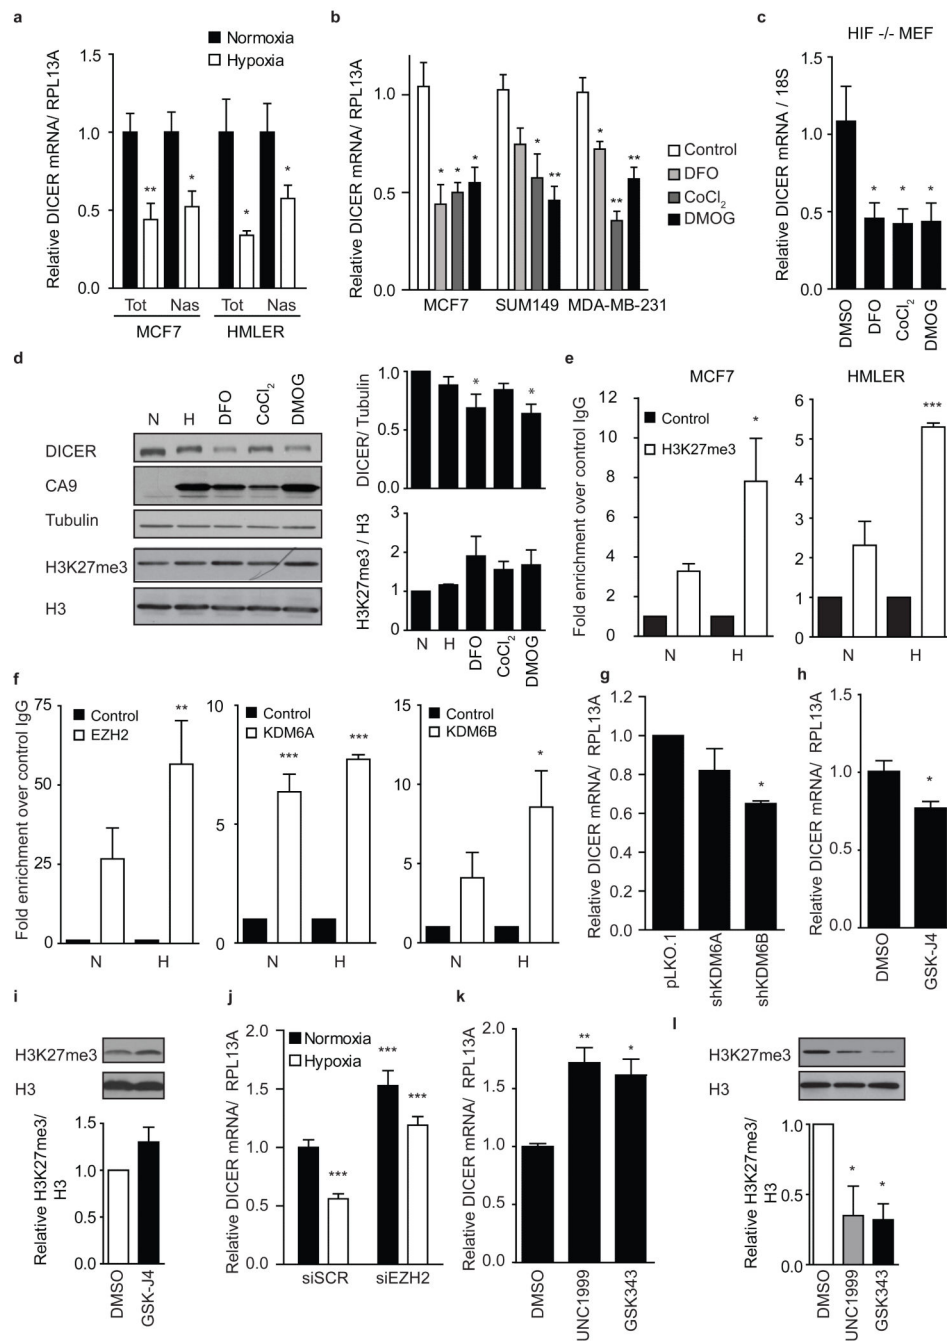 a
Relative DICER mRNA/ RPL13A
1.5
1.0
0.5
0.0
Normoxia
Hypoxia
** * * *
Tot Nas Tot Nas
MCF7 HMLER
b
Relative DICER mRNA/ RPL13A
1.0
0.5
0.0
* * * * ** * ** **
Control
DFO
CoCl2
DMOG
MCF7 SUM149 MDA-MB-231
c
HIF -/- MEF
Relative DICER mRNA / 18S
1.5
1.0
0.5
0.0
* * *
DMSO DFO CoCl2 DMOG
d
N H DFO CoCl2 DMOG
DICER
CA9
Tubulin
H3K27me3
H3
DICER/ Tubulin
1.0
0.5
0.0
* *
H3K27me3 / H3
3
2
1
0
N H DFO CoCl2 DMOG
e
MCF7 HMLER
Fold enrichment over control IgG
12
10
8
6
4
2
0
Control
H3K27me3
*
N H
6
5
4
3
2
1
0
***
N H
f
Fold enrichment over control IgG
75
50
25
0
Control
EZH2
**
N H
10
5
0
Control
KDM6A
*** ***
N H
15
10
5
0
Control
KDM6B
*
N H
g
Relative DICER mRNA/ RPL13A
1.2
1.0
0.8
0.6
0.4
0.2
0.0
*
pLKO.1 shKDM6A shKDM6B
h
Relative DICER mRNA/ RPL13A
1.5
1.0
0.5
0.0
*
DMSO GSK-J4
i
H3K27me3
H3
Relative H3K27me3/
H3
1.5
1.0
0.5
0.0
DMSO GSK-J4
j
Relative DICER mRNA/ RPL13A
2.0
1.5
1.0
0.5
0.0
Normoxia
Hypoxia
*** *** ***
siSCR siEZH2
k
Relative DICER mRNA/ RPL13A
2.0
1.5
1.0
0.5
0.0
** *
DMSO UNC1999 GSK343
l
H3K27me3
H3
Relative H3K27me3/
H3
1.0
0.5
0.0
* *
DMSO UNC1999 GSK343